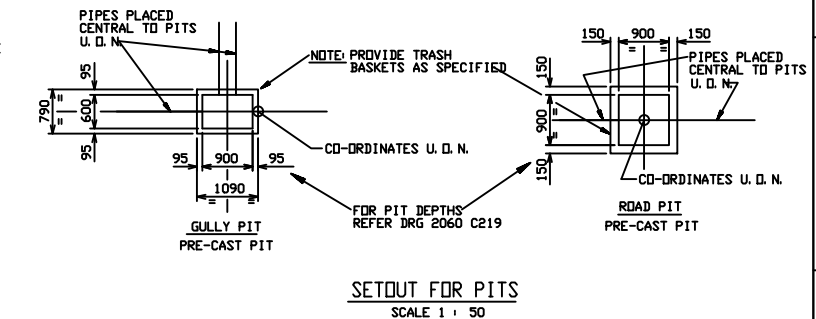 PIPES PLACED
CENTRAL TO PITS
U. O. N.
NOTE: PROVIDE TRASH
BASKETS AS SPECIFIED
95
790
=
=
600
95
95
900
95
1090
=
=
CO-ORDINATES U. O. N.
FOR PIT DEPTHS
REFER DRG 2060 C219
GULLY PIT
PRE-CAST PIT
150
900
150
=
=
PIPES PLACED
CENTRAL TO PITS
U. O. N.
150
900
=
=
150
CO-ORDINATES U. O. N.
ROAD PIT
PRE-CAST PIT
SETOUT FOR PITS
SCALE 1 : 50